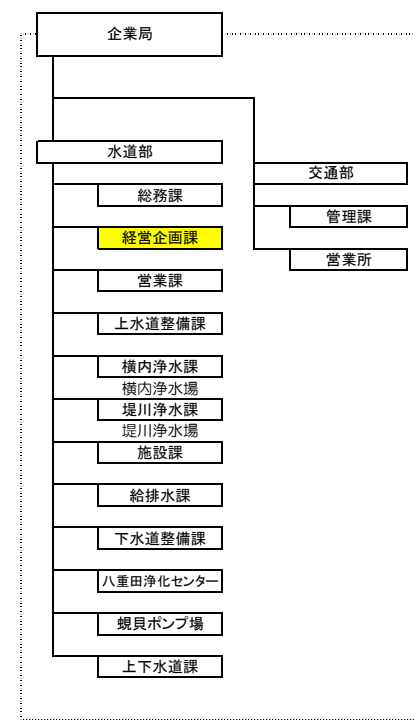 企業局
水道部
総務課
経営企画課
営業課
上水道整備課
横内浄水課
横内浄水場
堤川浄水課
堤川浄水場
施設課
給排水課
下水道整備課
八重田浄化センター
蜆貝ポンプ場
上下水道課
交通部
管理課
営業所